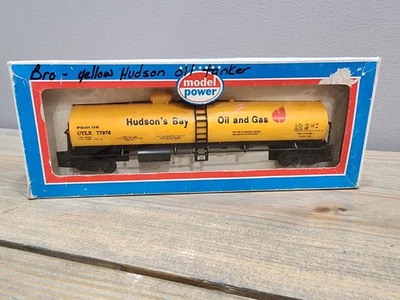 Bro - yellow Hudson oil tanker
model
power
Hudson's Bay Oil and Gas
UTLX 77976